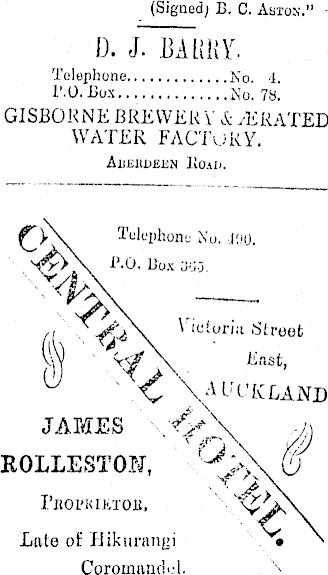 (Signed) B. C. ASTON."
D. J. BARRY.
Telephone............No. 4.
P.O. Box.............No. 78.
GISBORNE BREWERY & ÆRATED
WATER FACTORY.
ABERDEEN ROAD.
Telephone No. 490.
P.O. Box 365.
CENTRAL HOTEL.
Victoria Street
East,
AUCKLAND
JAMES
ROLLESTON,
PROPRIETOR,
Late of Hikurangi
Coromandel.